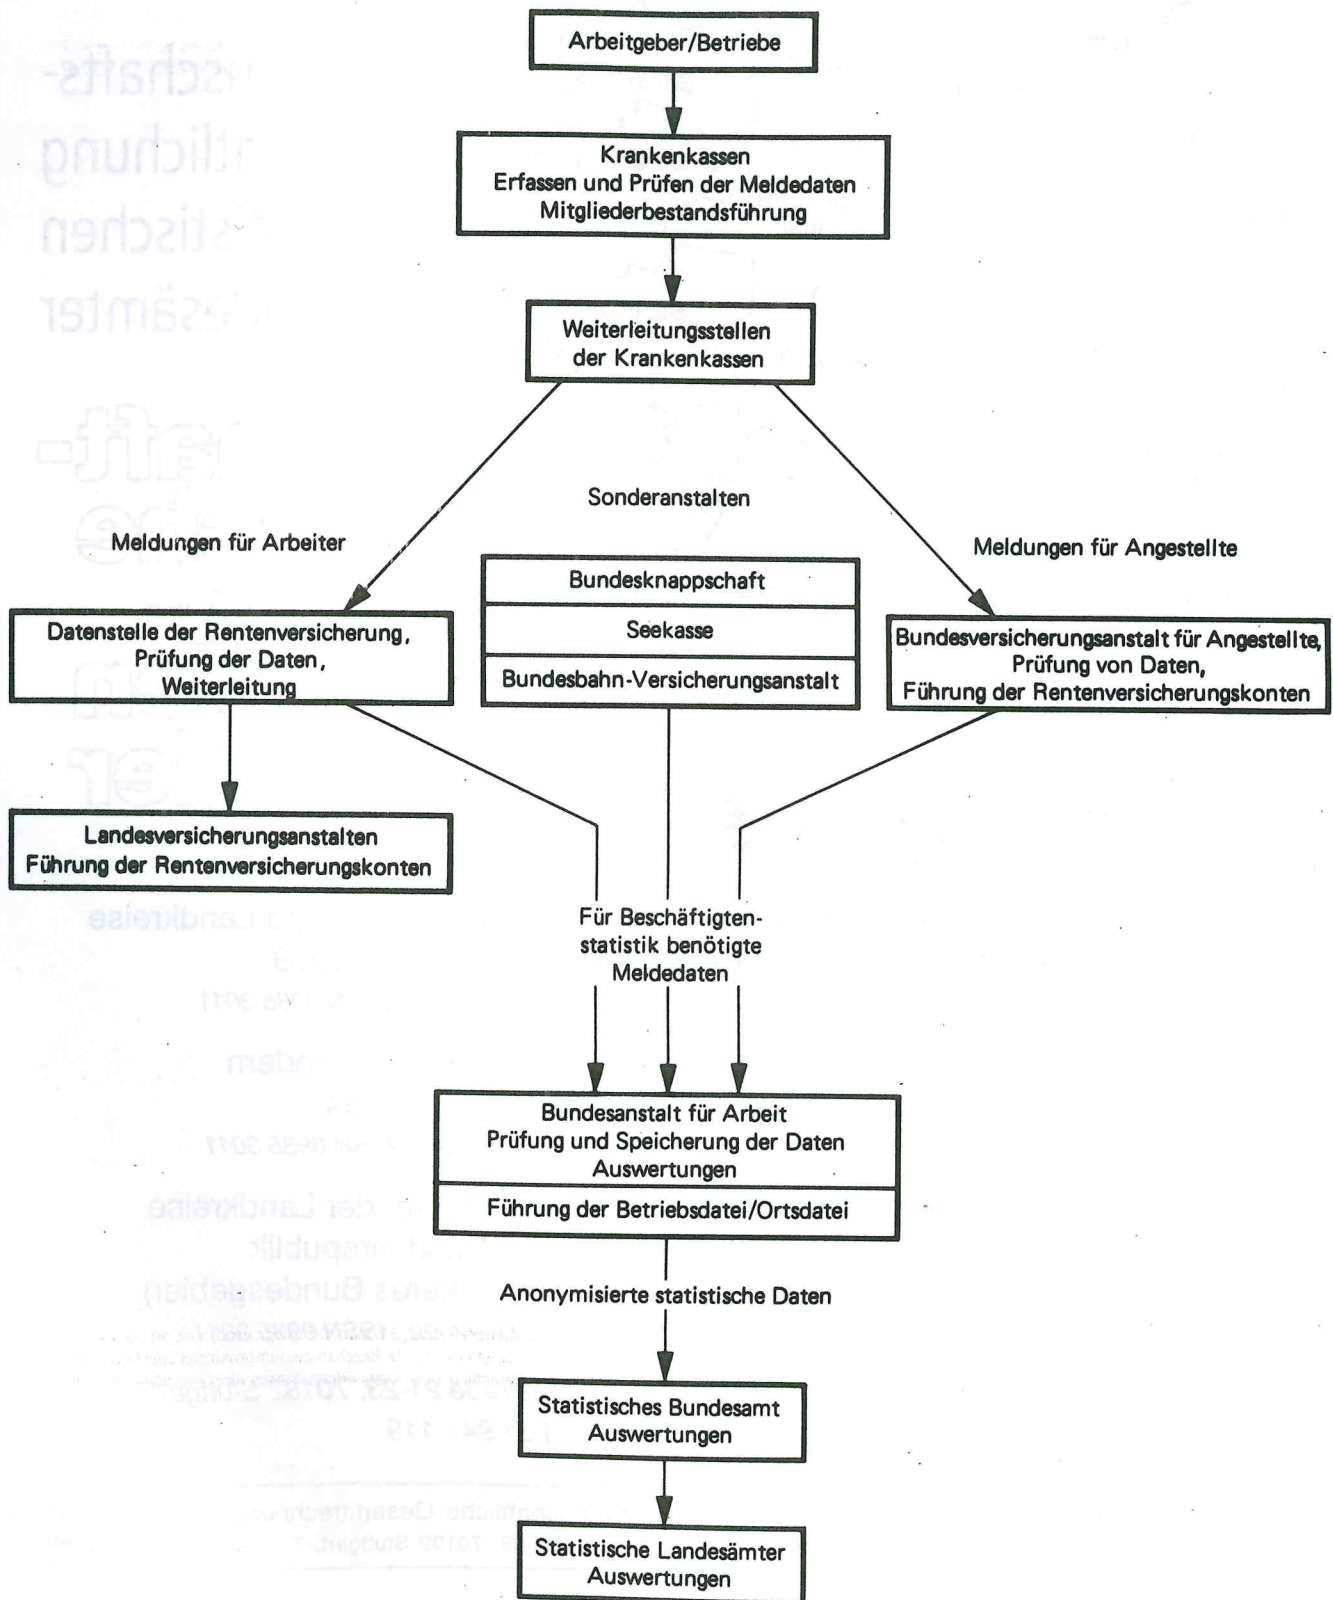 Arbeitgeber/Betriebe
Krankenkassen
Erfassen und Prüfen der Meldedaten
Mitgliederbestandsführung
Weiterleitungsstellen
der Krankenkassen
Sonderanstalten
Meldungen für Arbeiter
Meldungen für Angestellte
Bundesknappschaft
Seekasse
Bundesbahn-Versicherungsanstalt
Datenstelle der Rentenversicherung,
Prüfung der Daten,
Weiterleitung
Bundesversicherungsanstalt für Angestellte,
Prüfung von Daten,
Führung der Rentenversicherungskonten
Landesversicherungsanstalten
Führung der Rentenversicherungskonten
Für Beschäftigten-
statistik benötigte
Meldedaten
Bundesanstalt für Arbeit
Prüfung und Speicherung der Daten
Auswertungen
Führung der Betriebsdatei/Ortsdatei
Anonymisierte statistische Daten
Statistisches Bundesamt
Auswertungen
Statistische Landesämter
Auswertungen